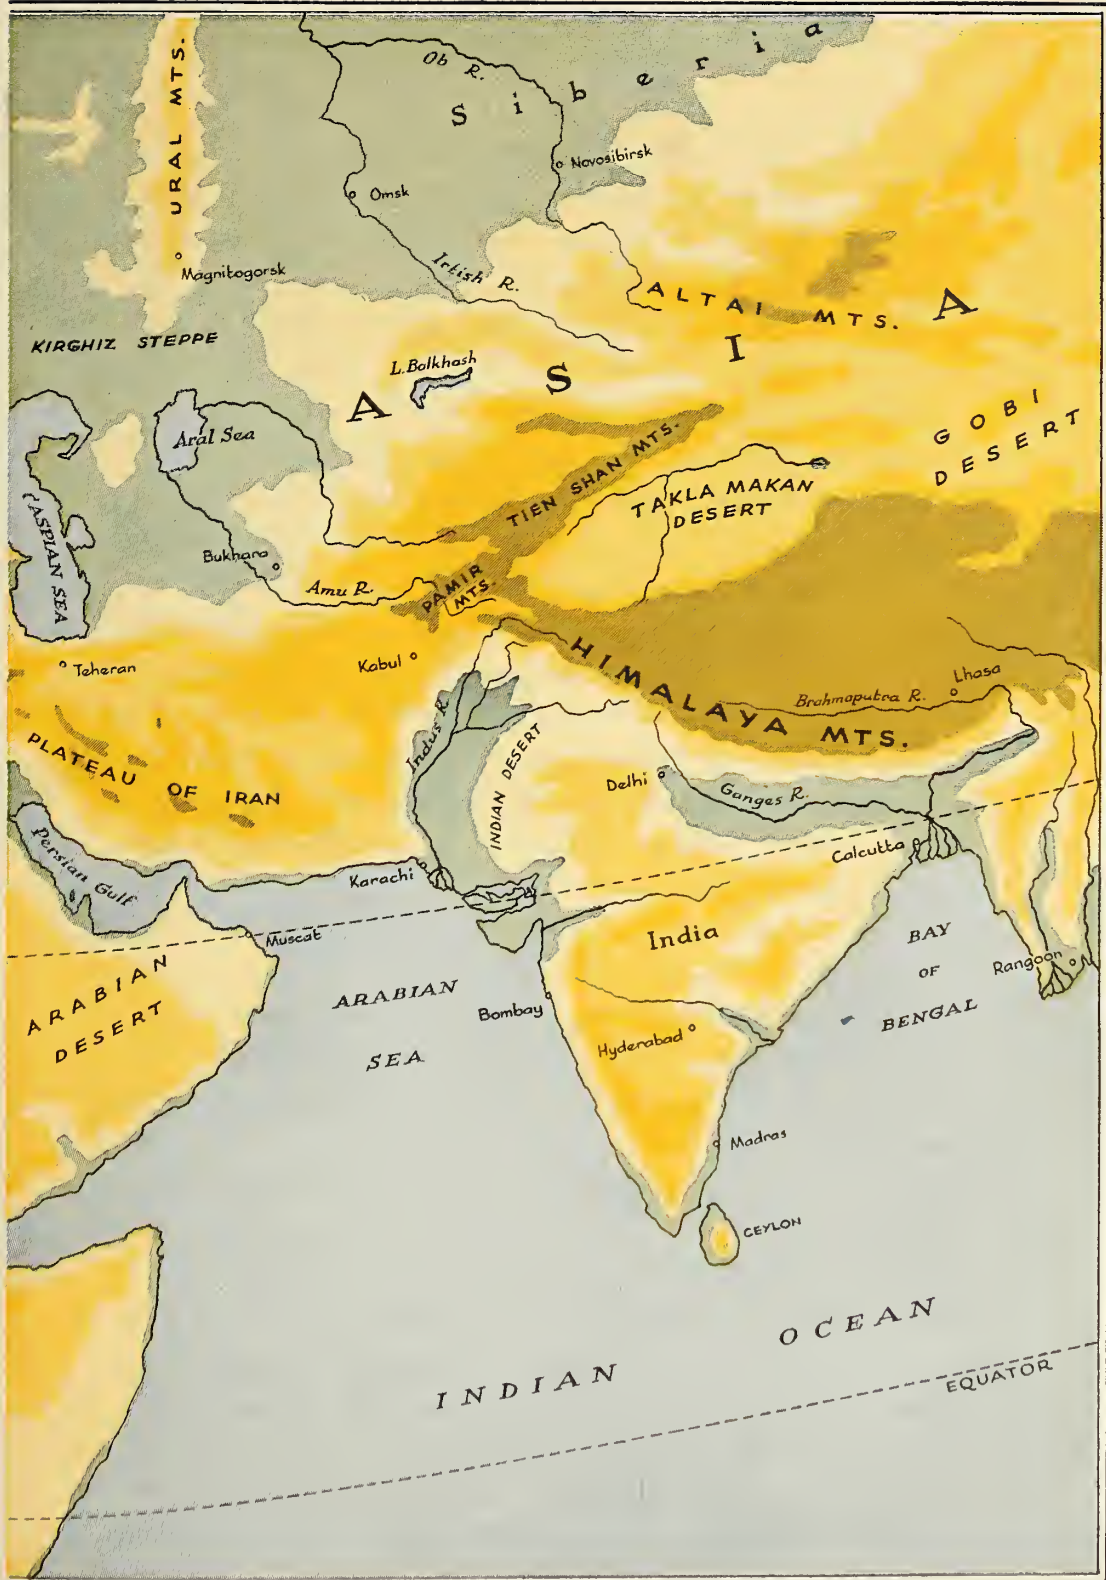 URAL MTS.
Ob R.
Siberia
Novosibirsk
Omsk
Magnitogorsk
Irtish R.
ALTAI MTS.
KIRGHIZ STEPPE
L. Balkhash
ASIA
Aral Sea
GOBI
DESERT
TIEN SHAN MTS.
TAKLA MAKAN
DESERT
CASPIAN SEA
Bukhara
Amu R.
PAMIR
MTS.
Teheran
Kabul
HIMALAYA MTS.
Brahmaputra R.
Lhasa
Indus R.
INDIAN DESERT
PLATEAU OF IRAN
Delhi
Ganges R.
Persian Gulf
Karachi
Calcutta
Muscat
India
BAY
OF
BENGAL
Rangoon
ARABIAN
DESERT
ARABIAN
SEA
Bombay
Hyderabad
Madras
CEYLON
INDIAN OCEAN
EQUATOR